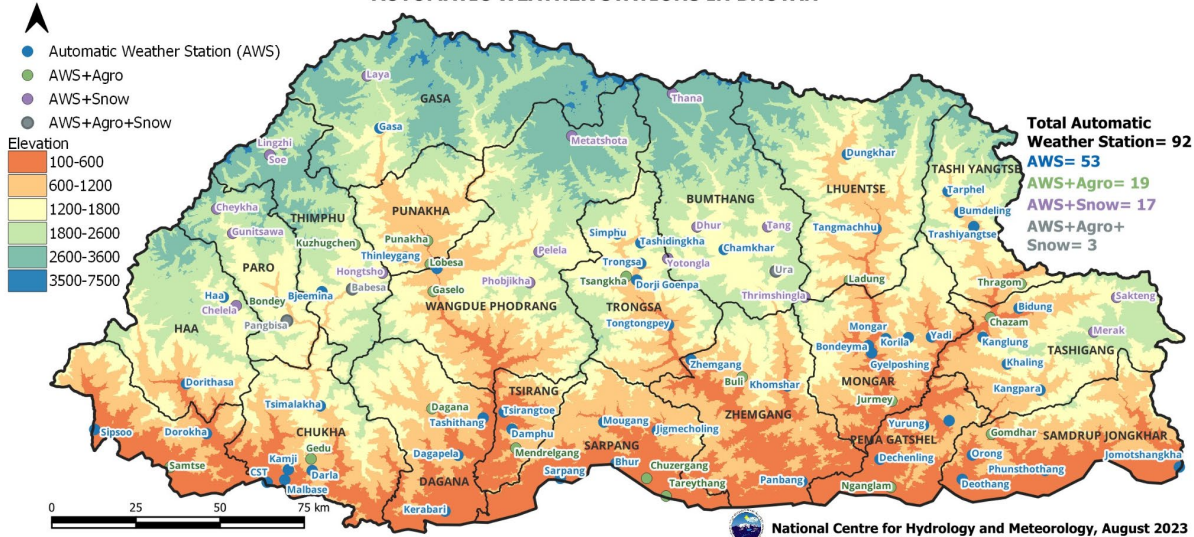 Automatic Weather Station (AWS)
AWS+Agro
AWS+Snow
AWS+Agro+Snow
Elevation
100-600
600-1200
1200-1800
1800-2600
2600-3600
3500-7500
Total Automatic
Weather Station= 92
AWS= 53
AWS+Agro= 19
AWS+Snow= 17
AWS+Agro+
Snow= 3
Laya
GASA
Thana
Gasa
Metatshota
Lingzhi
Soe
Dungkhar
TASHI YANGTSE
Tarphel
LHUENTSE
Cheykha
THIMPHU
PUNAKHA
BUMTHANG
Bumdeling
Gunitsawa
Kuzhugchen
Punakha
Simphu
Dhur
Tang
Tangmachhu
Trashiyangtse
Tashidingkha
Chamkhar
Thinleygang
Pelela
Lobesa
Trongsa
Yotongla
PARO
Hongtsho
Ura
Babesa
Phobjikha
Tsangkha
Dorji Goenpa
Ladung
Thragom
Gaselo
Haa
Bondey
Bjeemina
Thrimshingla
Sakteng
Chelela
WANGDUE PHODRANG
TRONGSA
Bidung
Pangbisa
Chazam
HAA
Tongtongpey
Mongar
Merak
Bondeyma
Korila
Yadi
Kanglung
TASHIGANG
Zhemgang
Gyelposhing
Khaling
Dorithasa
TSIRANG
Buli
Khomshar
MONGAR
Kangpara
Tsimalakha
Dagana
Tsirangtoe
Jurmey
Tashithang
ZHEMGANG
Sipsoo
Dorokha
CHUKHA
Damphu
Mougang
Jigmecholing
Yurung
Gomdhar
SAMDRUP JONGKHAR
Gedu
SARPANG
PEMA GATSHEL
Mendrelgang
Dagapela
Kamji
Dechenling
Orong
Jomotshangkha
Samtse
CST
Darla
Sarpang
Bhur
Chuzergang
Phunsthothang
Malbase
DAGANA
Tareythang
Panbang
Nganglam
Deothang
Kerabari
0 25 50 75 km
National Centre for Hydrology and Meteorology, August 2023